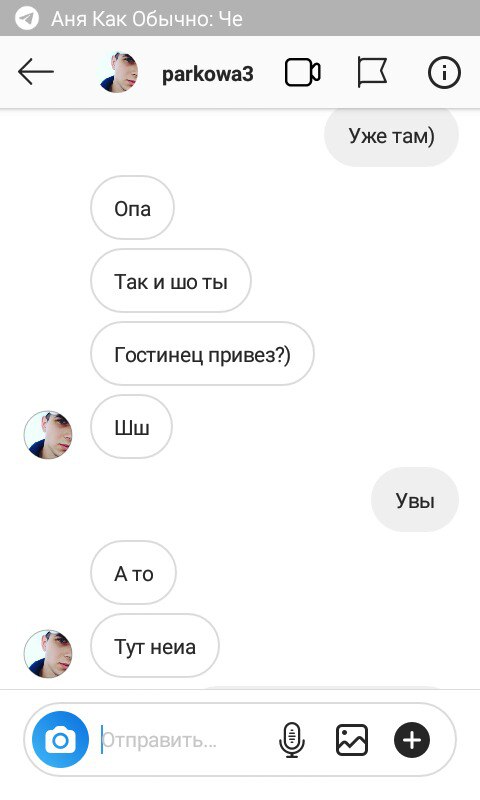 Аня Как Обычно: Че
parkowa3
Уже там)
Опа
Так и шо ты
Гостинец привез?)
Шш
Увы
А то
Тут неиа
Отправить...